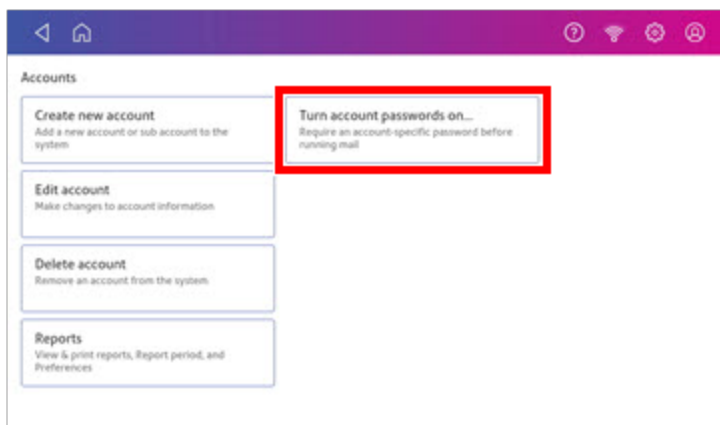 Accounts
Create new account
Add a new account or sub account to the
system
Turn account passwords on...
Require an account-specific password before
running mail
Edit account
Make changes to account information
Delete account
Remove an account from the system
Reports
View & print reports, Report period, and
Preferences